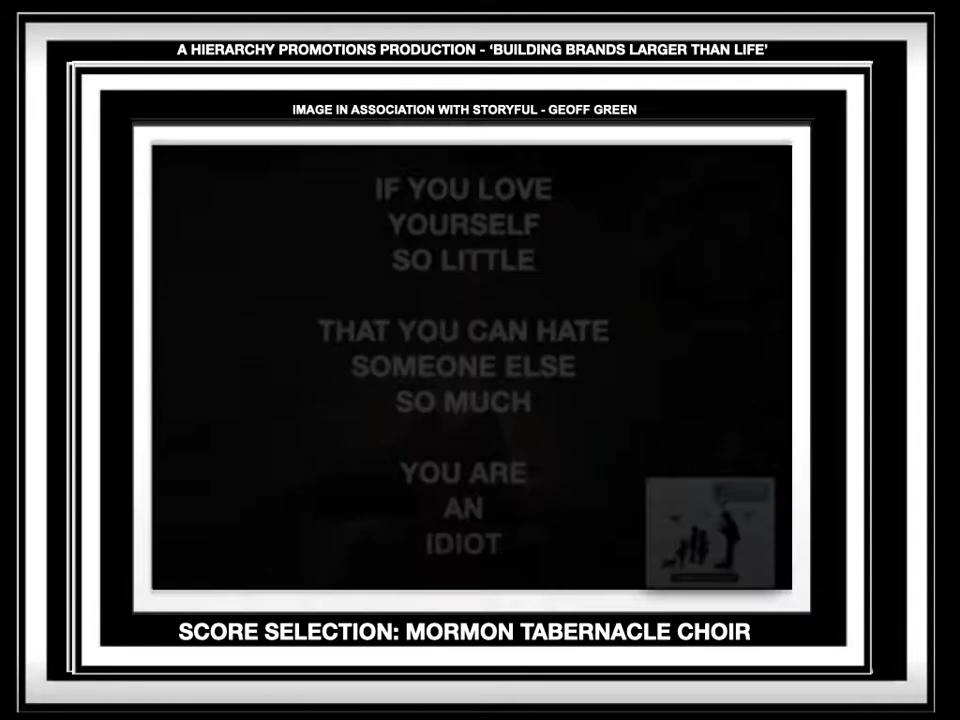 A HIERARCHY PROMOTIONS PRODUCTION - ‘BUILDING BRANDS LARGER THAN LIFE’
IMAGE IN ASSOCIATION WITH STORYFUL - GEOFF GREEN
IF YOU LOVE
YOURSELF
SO LITTLE
THAT YOU CAN HATE
SOMEONE ELSE
SO MUCH
YOU ARE
AN
IDIOT
SCORE SELECTION: MORMON TABERNACLE CHOIR